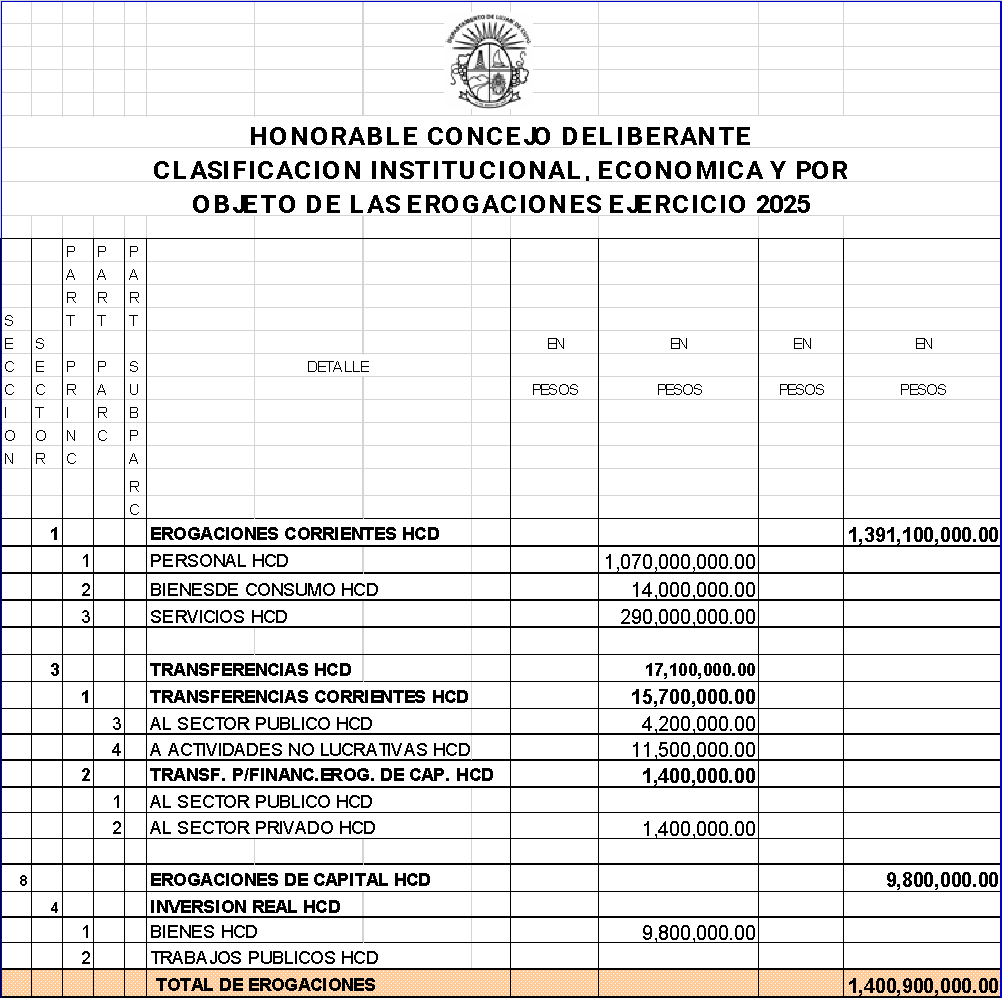 DEPARTAMENTO DE LUJAN DE CUYO
HONORABLE CONCEJO DELIBERANTE
CLASIFICACION INSTITUCIONAL, ECONOMICA Y POR
OBJETO DE LAS EROGACIONES EJERCICIO 2025
SECCION SECTOR PART PRINC PART PARC PART SUBPARC DETALLE EN PESOS EN PESOS EN PESOS EN PESOS
1 EROGACIONES CORRIENTES HCD 1,391,100,000.00
1 PERSONAL HCD 1,070,000,000.00
2 BIENESDE CONSUMO HCD 14,000,000.00
3 SERVICIOS HCD 290,000,000.00
3 TRANSFERENCIAS HCD 17,100,000.00
1 TRANSFERENCIAS CORRIENTES HCD 15,700,000.00
3 AL SECTOR PUBLICO HCD 4,200,000.00
4 A ACTIVIDADES NO LUCRATIVAS HCD 11,500,000.00
2 TRANSF. P/FINANC.EROG. DE CAP. HCD 1,400,000.00
1 AL SECTOR PUBLICO HCD
2 AL SECTOR PRIVADO HCD 1,400,000.00
8 EROGACIONES DE CAPITAL HCD 9,800,000.00
4 INVERSION REAL HCD
1 BIENES HCD 9,800,000.00
2 TRABAJOS PUBLICOS HCD
TOTAL DE EROGACIONES 1,400,900,000.00